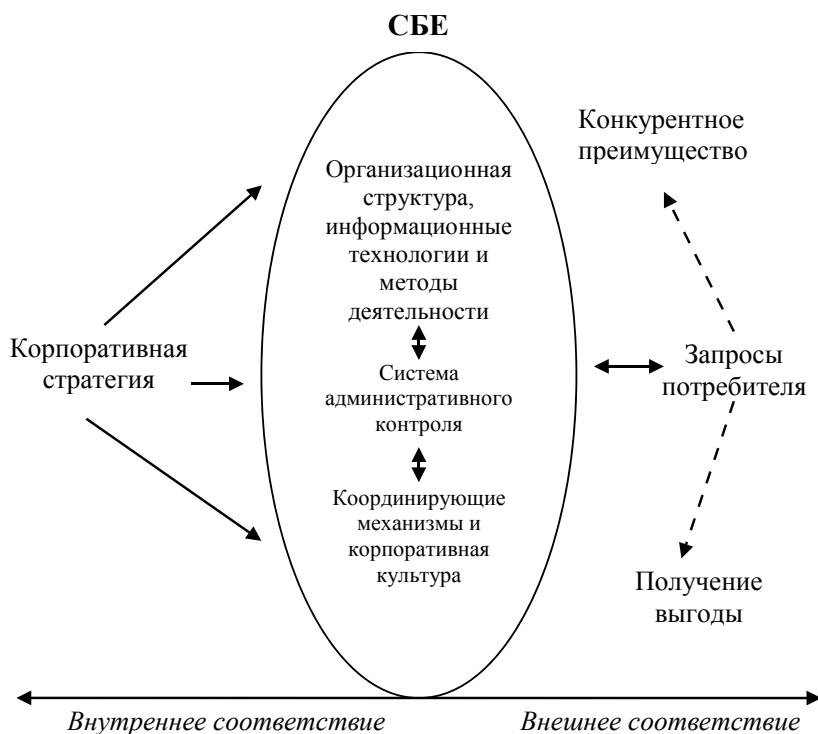 СБЕ
Конкурентное
преимущество
Организационная
структура,
информационные
технологии и
методы
деятельности
Корпоративная
стратегия
Система
административного
контроля
Запросы
потребителя
Координирующие
механизмы и
корпоративная
культура
Получение
выгоды
Внутреннее соответствие
Внешнее соответствие